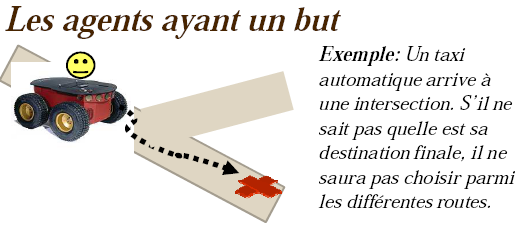 Les agents ayant un but
Exemple: Un taxi
automatique arrive à
une intersection. S'il ne
sait pas quelle est sa
destination finale, il ne
saura pas choisir parmi
les différentes routes.